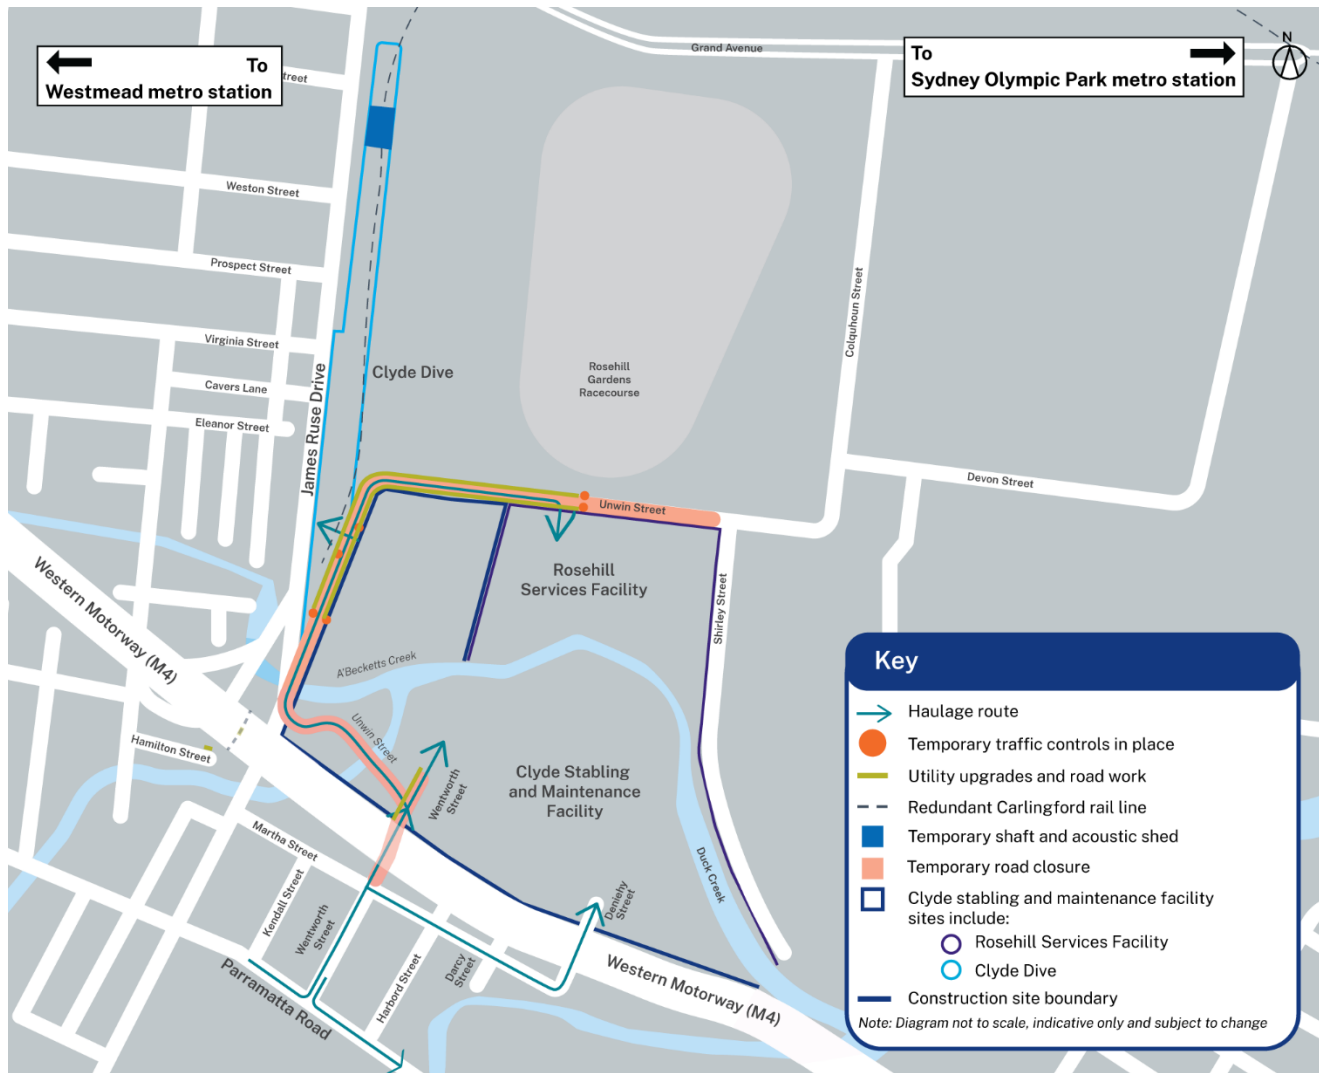 To
Westmead metro station
Grand Avenue
To
Sydney Olympic Park metro station
N
Weston Street
Prospect Street
Virginia Street
Cavers Lane
Eleanor Street
James Ruse Drive
Clyde Dive
Rosehill
Gardens
Racecourse
Colquhoun Street
Devon Street
Unwin Street
Rosehill
Services Facility
Shirley Street
Western Motorway (M4)
A'Becketts Creek
Unwin Street
Hamilton Street
Wentworth
Street
Clyde Stabling
and Maintenance
Facility
Martha Street
Kendall Street
Wentworth
Street
Harbord Street
Darcy
Street
Deniehy
Street
Duck Creek
Parramatta Road
Western Motorway (M4)
Key
Haulage route
Temporary traffic controls in place
Utility upgrades and road work
Redundant Carlingford rail line
Temporary shaft and acoustic shed
Temporary road closure
Clyde stabling and maintenance facility
sites include:
Rosehill Services Facility
Clyde Dive
Construction site boundary
Note: Diagram not to scale, indicative only and subject to change